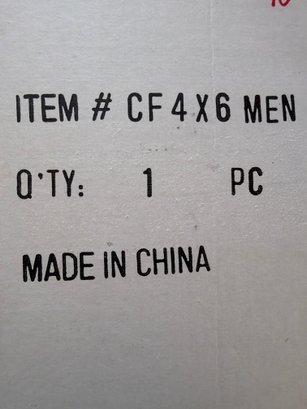 ITEM # CF 4 X 6 MEN
Q'TY: 1 PC
MADE IN CHINA